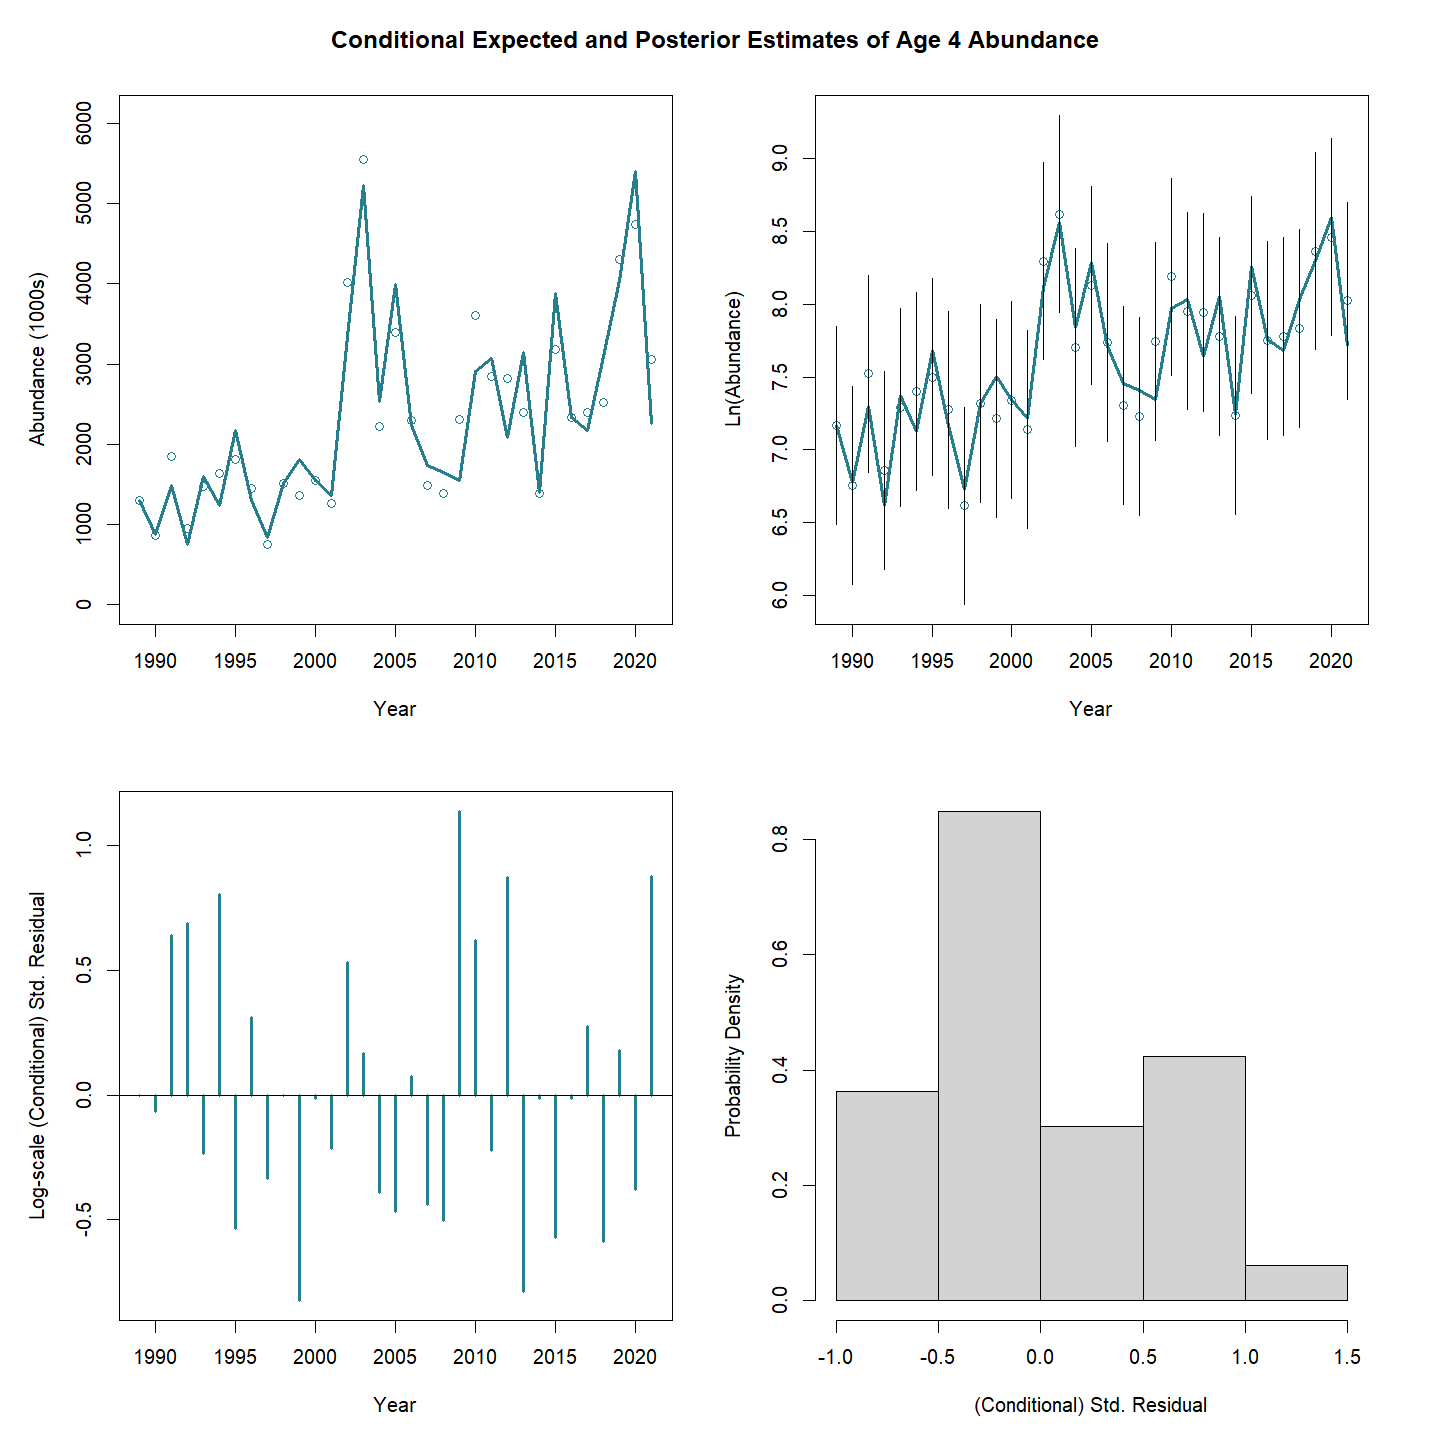 Conditional Expected and Posterior Estimates of Age 4 Abundance
Abundance (1000s)
6000
5000
4000
3000
2000
1000
0
1990 1995 2000 2005 2010 2015 2020
Year
Ln(Abundance)
9.0
8.5
8.0
7.5
7.0
6.5
6.0
1990 1995 2000 2005 2010 2015 2020
Year
Log-scale (Conditional) Std. Residual
1.0
0.5
0.0
-0.5
1990 1995 2000 2005 2010 2015 2020
Year
Probability Density
0.8
0.6
0.4
0.2
0.0
-1.0 -0.5 0.0 0.5 1.0 1.5
(Conditional) Std. Residual